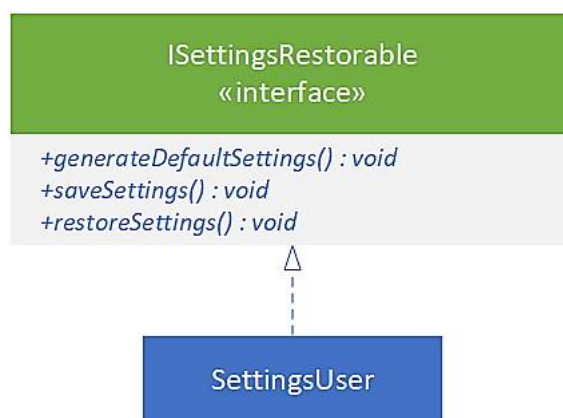 ISettingsRestorable
«interface»
+generateDefaultSettings() : void
+saveSettings() : void
+restoreSettings() : void
SettingsUser